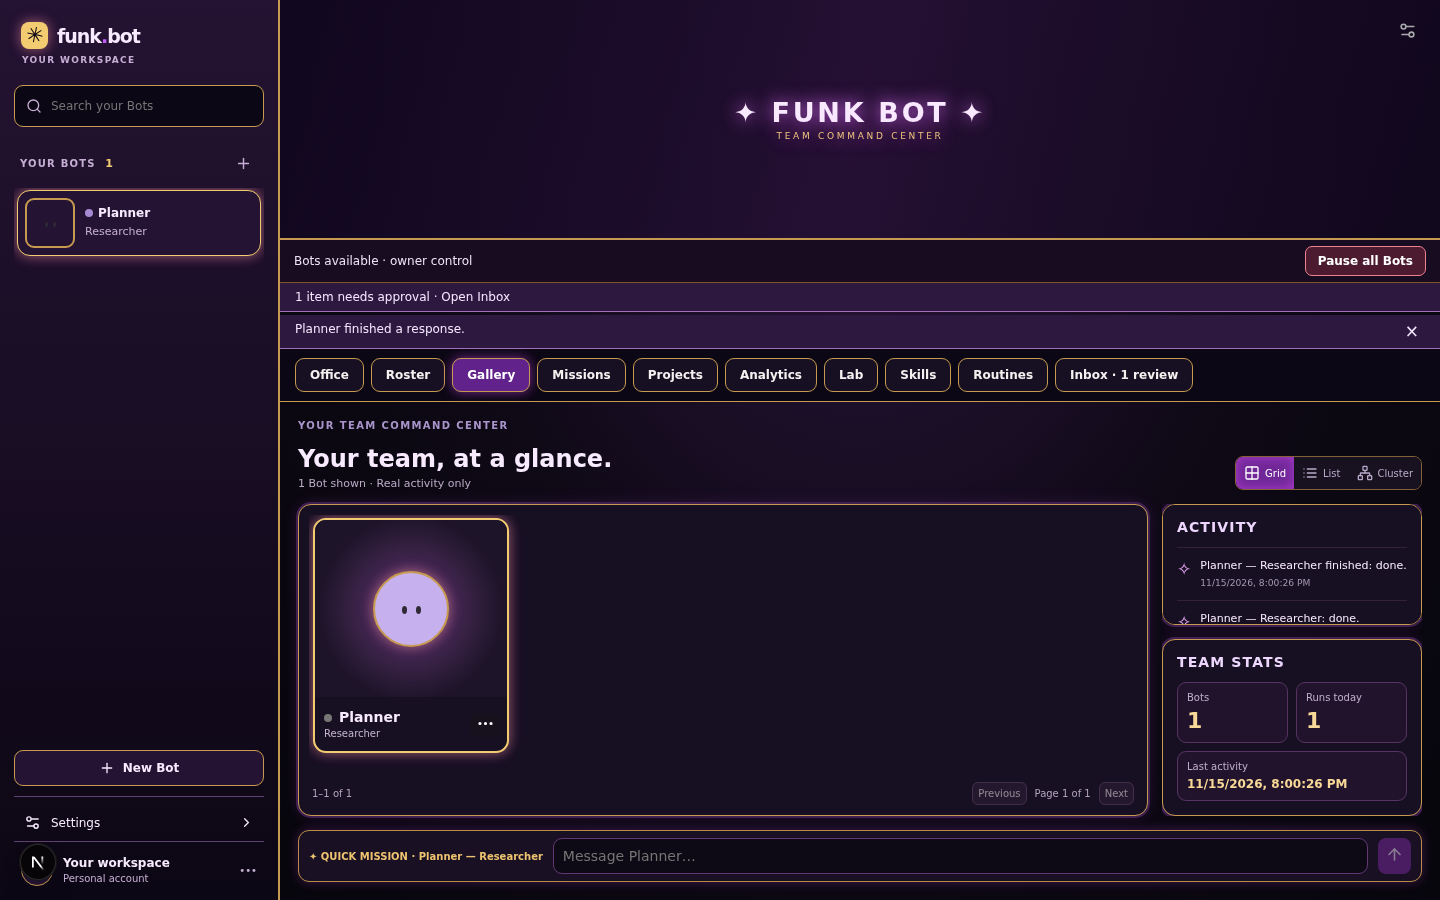 funk.bot
YOUR WORKSPACE
Search your Bots
YOUR BOTS 1
Planner
Researcher
New Bot
Settings
N
Your workspace
Personal account
✦ FUNK BOT ✦
TEAM COMMAND CENTER
Bots available · owner control
Pause all Bots
1 item needs approval · Open Inbox
Planner finished a response.
Office
Roster
Gallery
Missions
Projects
Analytics
Lab
Skills
Routines
Inbox · 1 review
YOUR TEAM COMMAND CENTER
Your team, at a glance.
1 Bot shown · Real activity only
Grid
List
Cluster
Planner
Researcher
1–1 of 1
Previous
Page 1 of 1
Next
ACTIVITY
Planner — Researcher finished: done.
11/15/2026, 8:00:26 PM
Planner — Researcher: done.
TEAM STATS
Bots
1
Runs today
1
Last activity
11/15/2026, 8:00:26 PM
✦ QUICK MISSION · Planner — Researcher
Message Planner…